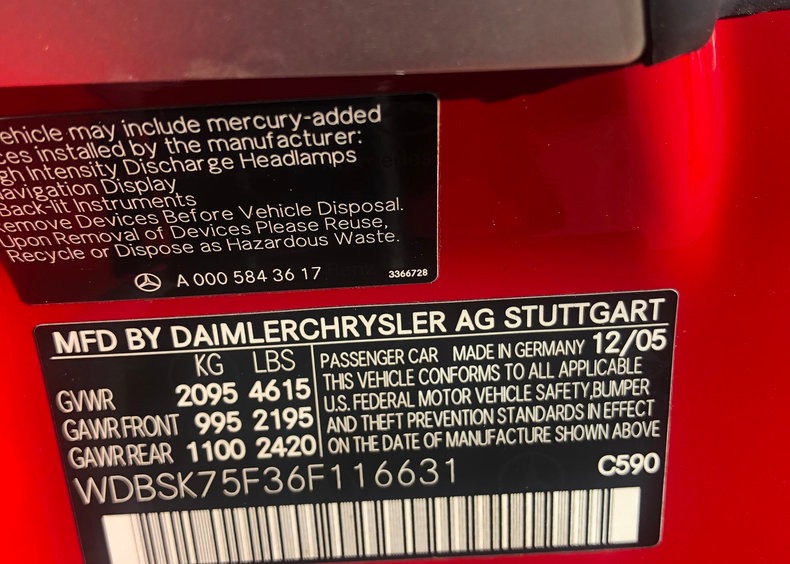 ehicle may include mercury-added
ces installed by the manufacturer:
gh Intensity Discharge Headlamps
Navigation Display
Back-lit Instruments
emove Devices Before Vehicle Disposal.
Upon Removal of Devices Please Reuse,
Recycle or Dispose as Hazardous Waste.
A 000 584 36 17 3366728
MFD BY DAIMLERCHRYSLER AG STUTTGART
KG LBS
GVWR 2095 4615
GAWR FRONT 995 2195
GAWR REAR 1100 2420
PASSENGER CAR MADE IN GERMANY 12/05
THIS VEHICLE CONFORMS TO ALL APPLICABLE
U.S. FEDERAL MOTOR VEHICLE SAFETY,BUMPER
AND THEFT PREVENTION STANDARDS IN EFFECT
ON THE DATE OF MANUFACTURE SHOWN ABOVE
WDBSK75F36F116631 C590